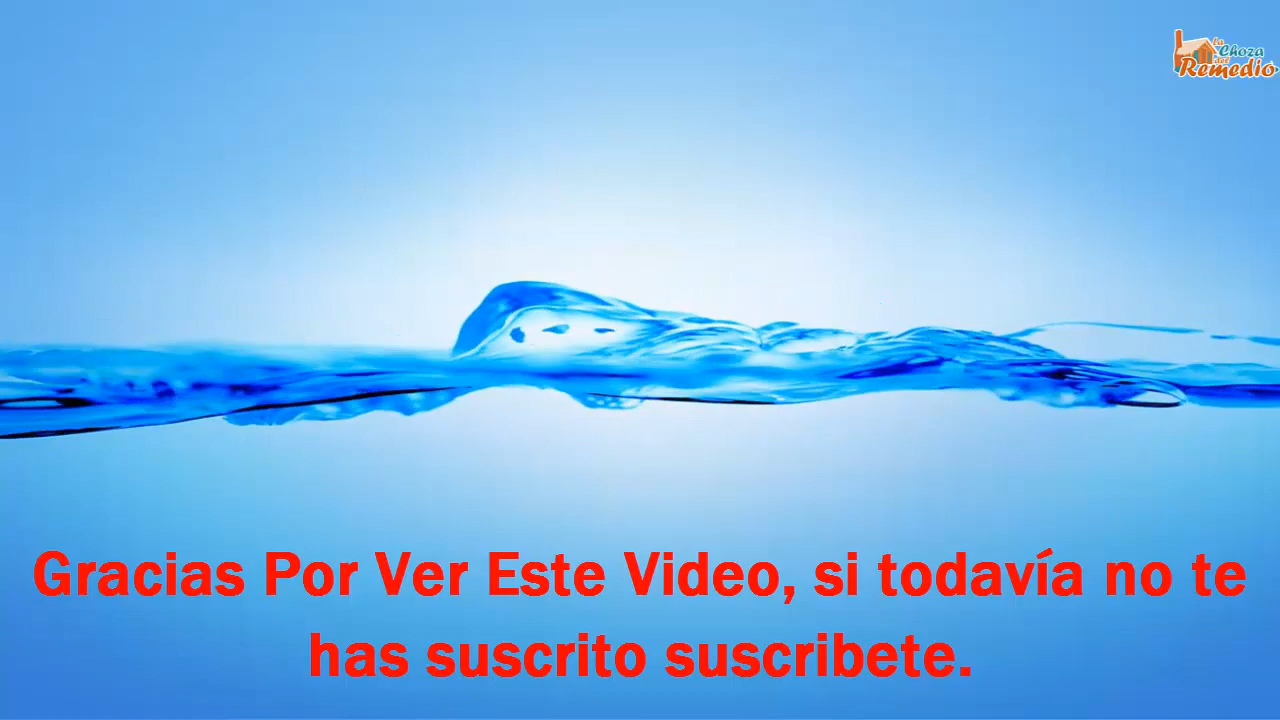 La
Choza
del
Remedio
Gracias Por Ver Este Video, si todavía no te
has suscrito suscribete.